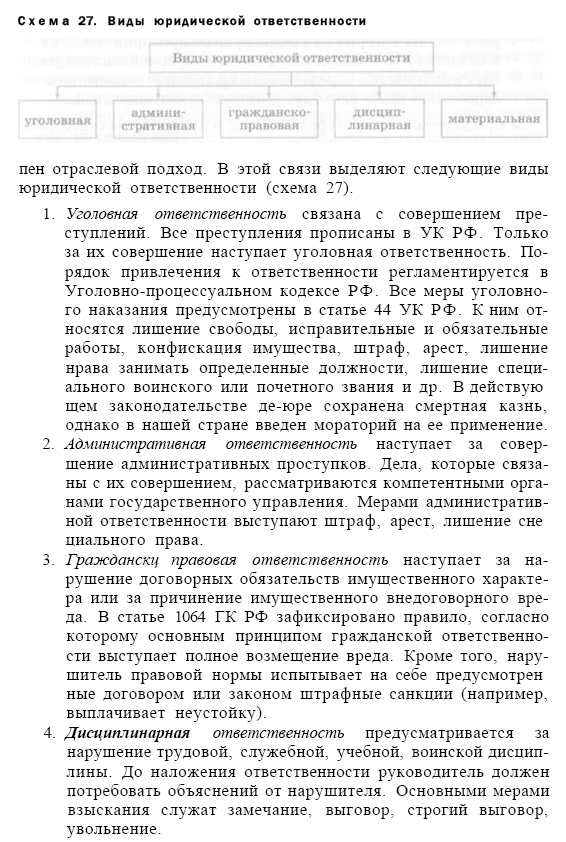 Схема 27. Виды юридической ответственности
Виды юридической ответственности
уголовная
админи-
стративная
гражданско-
правовая
дисцип-
линарная
материальная
пен отраслевой подход. В этой связи выделяют следующие виды
юридической ответственности (схема 27).
1. Уголовная ответственность связана с совершением пре-
ступлений. Все преступления прописаны в УК РФ. Только
за их совершение наступает уголовная ответственность. По-
рядок привлечения к ответственности регламентируется в
Уголовно-процессуальном кодексе РФ. Все меры уголовно-
го наказания предусмотрены в статье 44 УК РФ. К ним от-
носятся лишение свободы, исправительные и обязательные
работы, конфискация имущества, штраф, арест, лишение
нрава занимать определенные должности, лишение специ-
ального воинского или почетного звания и др. В действую
щем законодательстве де-юре сохранена смертная казнь,
однако в нашей стране введен мораторий на ее применение.
2. Административная ответственность наступает за совер-
шение административных проступков. Дела, которые связа-
ны с их совершением, рассматриваются компетентными орга-
нами государственного управления. Мерами административ-
ной ответственности выступают штраф, арест, лишение сне
циального права.
3. Гражданскц правовая ответственность наступает за на-
рушение договорных обязательств имущественного характе-
ра или за причинение имущественного внедоговорного вре-
да. В статье 1064 ГК РФ зафиксировано правило, согласно
которому основным принципом гражданской ответственно-
сти выступает полное возмещение вреда. Кроме того, нару-
шитель правовой нормы испытывает на себе предусмотрен
ные договором или законом штрафные санкции (например,
выплачивает неустойку).
4. Дисциплинарная ответственность предусматривается за
нарушение трудовой, служебной, учебной, воинской дисцип-
лины. До наложения ответственности руководитель должен
потребовать объяснений от нарушителя. Основными мерами
взыскания служат замечание, выговор, строгий выговор,
увольнение.